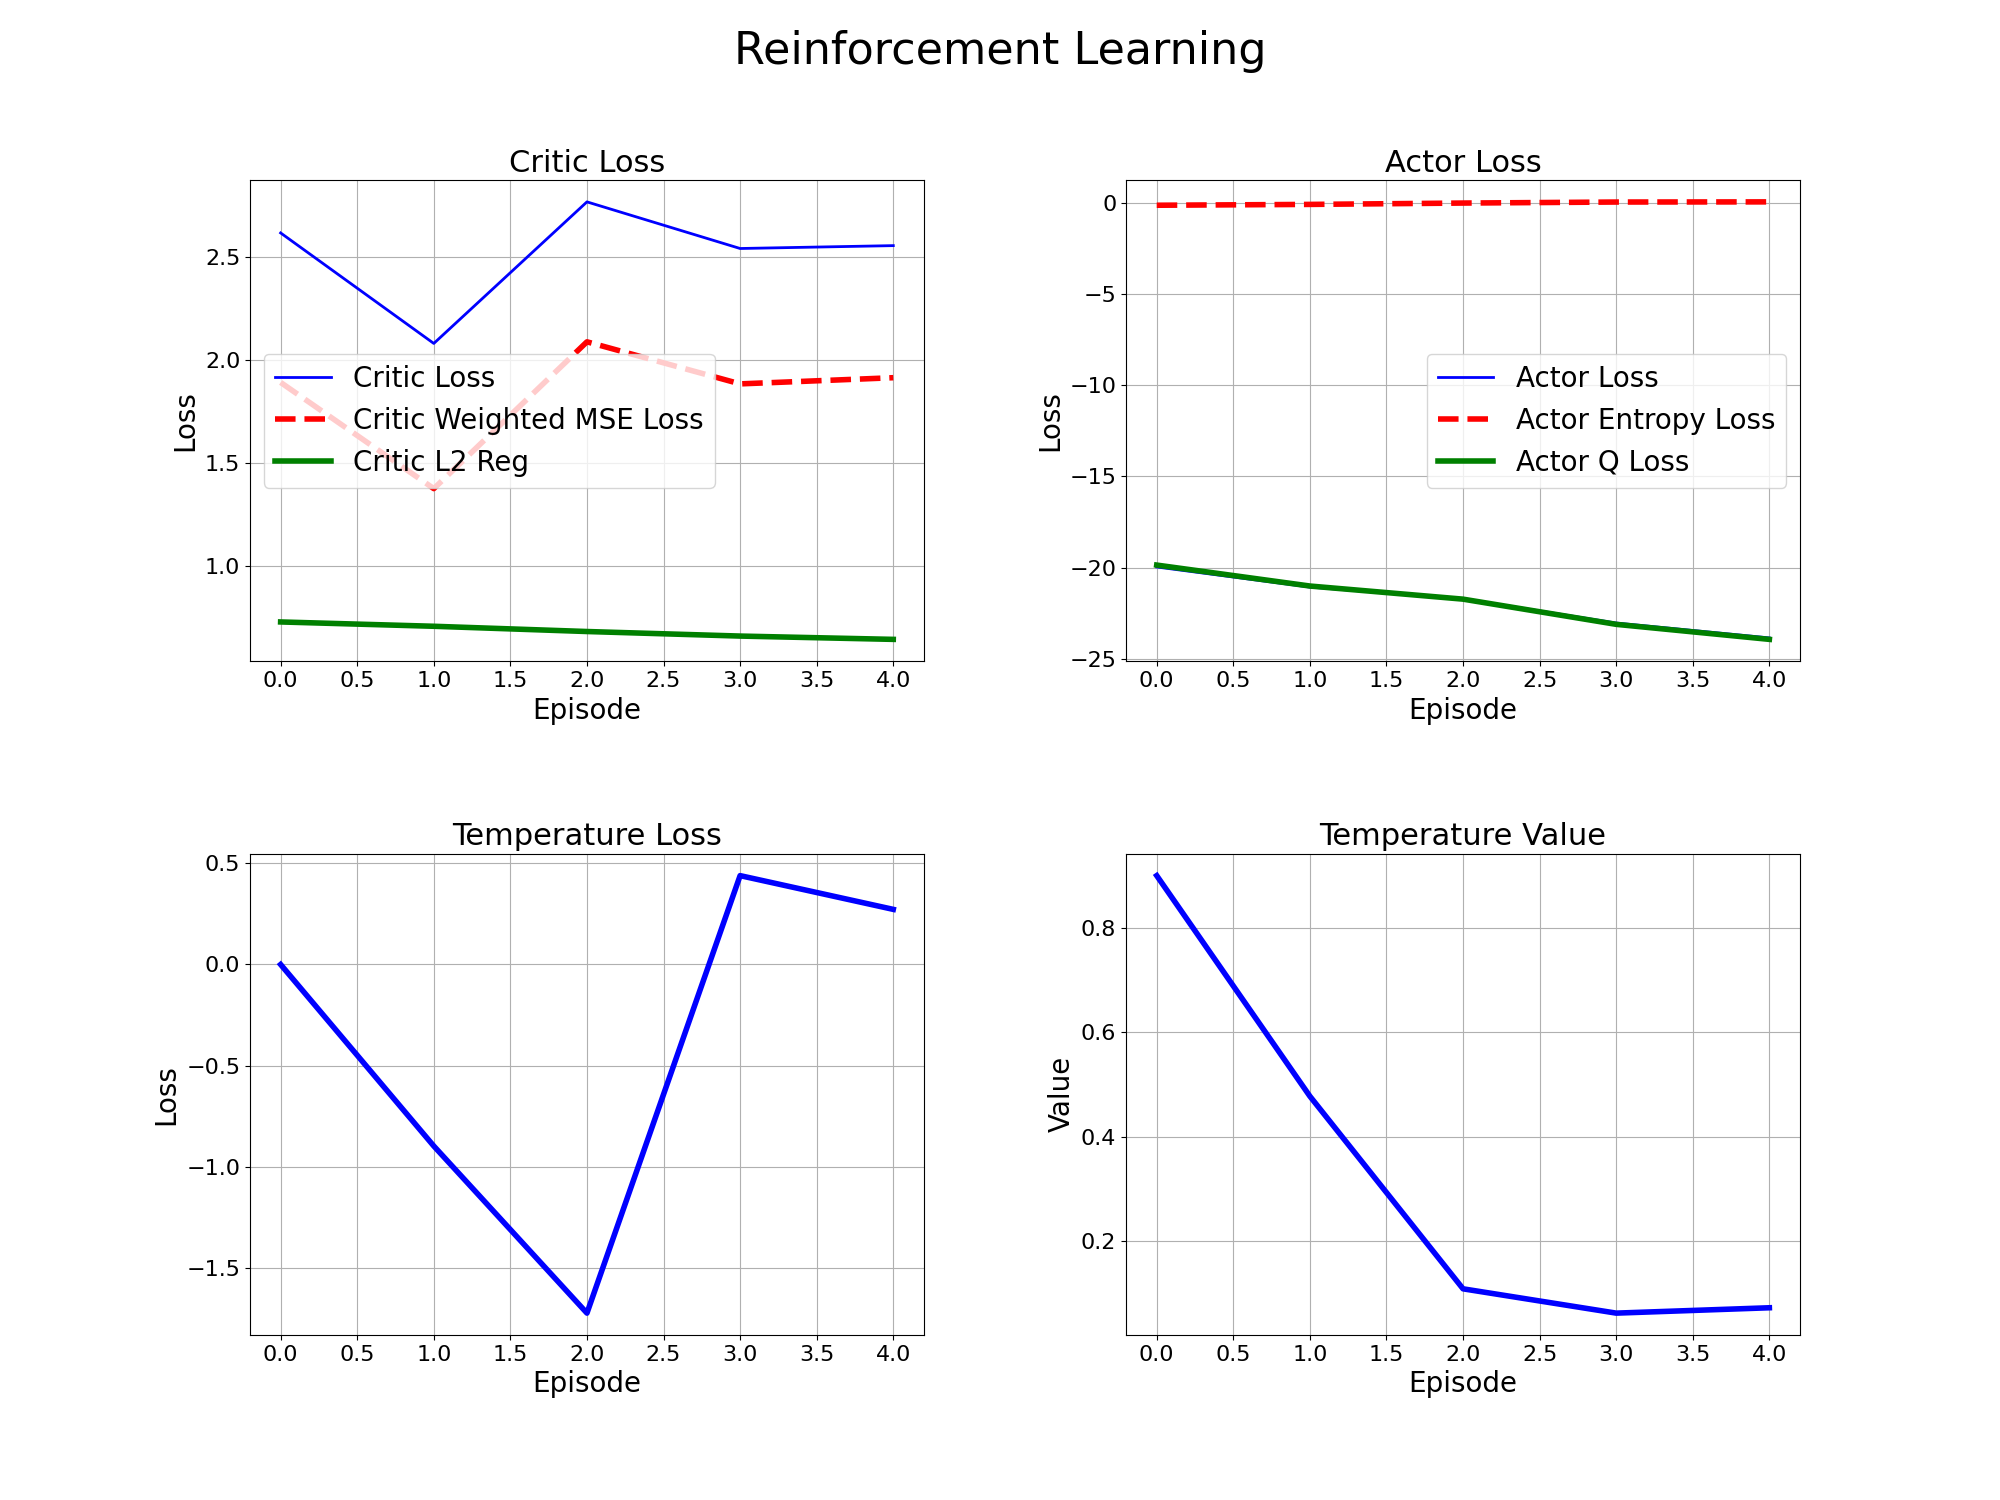 Reinforcement Learning
Critic Loss
2.5
2.0
1.5
1.0
Loss
Critic Loss
Critic Weighted MSE Loss
Critic L2 Reg
0.0 0.5 1.0 1.5 2.0 2.5 3.0 3.5 4.0
Episode
Actor Loss
0
−5
−10
−15
−20
−25
Loss
Actor Loss
Actor Entropy Loss
Actor Q Loss
0.0 0.5 1.0 1.5 2.0 2.5 3.0 3.5 4.0
Episode
Temperature Loss
0.5
0.0
−0.5
−1.0
−1.5
Loss
0.0 0.5 1.0 1.5 2.0 2.5 3.0 3.5 4.0
Episode
Temperature Value
0.8
0.6
0.4
0.2
Value
0.0 0.5 1.0 1.5 2.0 2.5 3.0 3.5 4.0
Episode